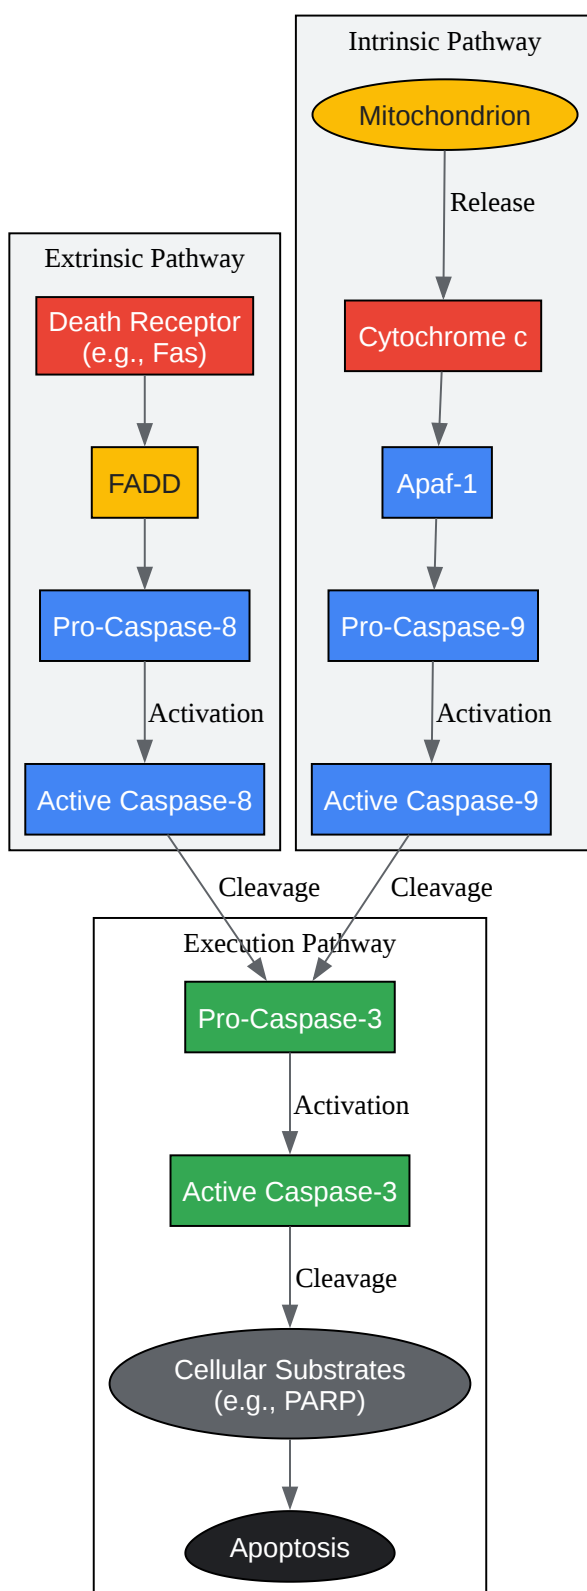 Intrinsic Pathway
Mitochondrion
Release
Extrinsic Pathway
Death Receptor
(e.g., Fas)
Cytochrome c
FADD
Apaf-1
Pro-Caspase-8
Pro-Caspase-9
Activation
Activation
Active Caspase-8
Active Caspase-9
Cleavage
Cleavage
Execution Pathway
Pro-Caspase-3
Activation
Active Caspase-3
Cleavage
Cellular Substrates
(e.g., PARP)
Apoptosis